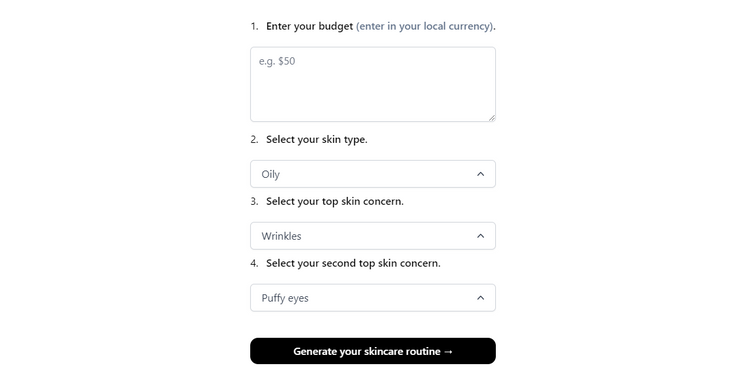 1. Enter your budget (enter in your local currency).
e.g. $50
2. Select your skin type.
Oily
3. Select your top skin concern.
Wrinkles
4. Select your second top skin concern.
Puffy eyes
Generate your skincare routine →